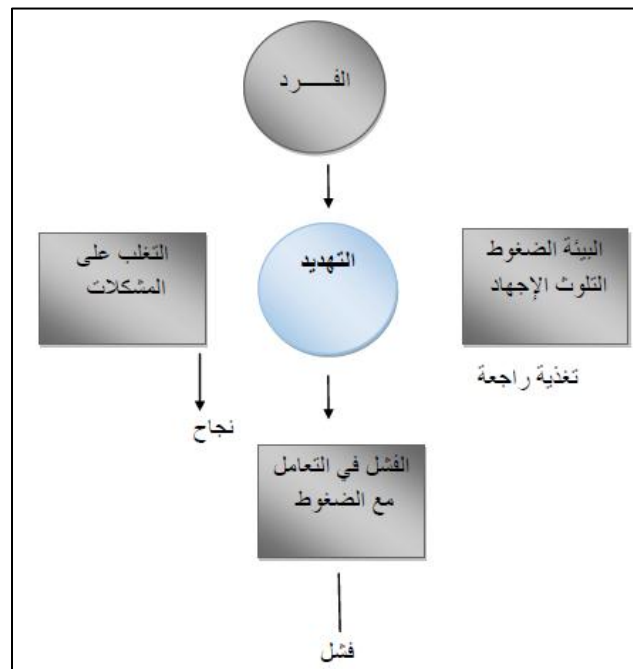 الفـــــرد
البيئة الضغوط
التلوث الإجهاد
التهديد
التغلب على
المشكلات
تغذية راجعة
نجاح
الفشل في التعامل
مع الضغوط
فشل